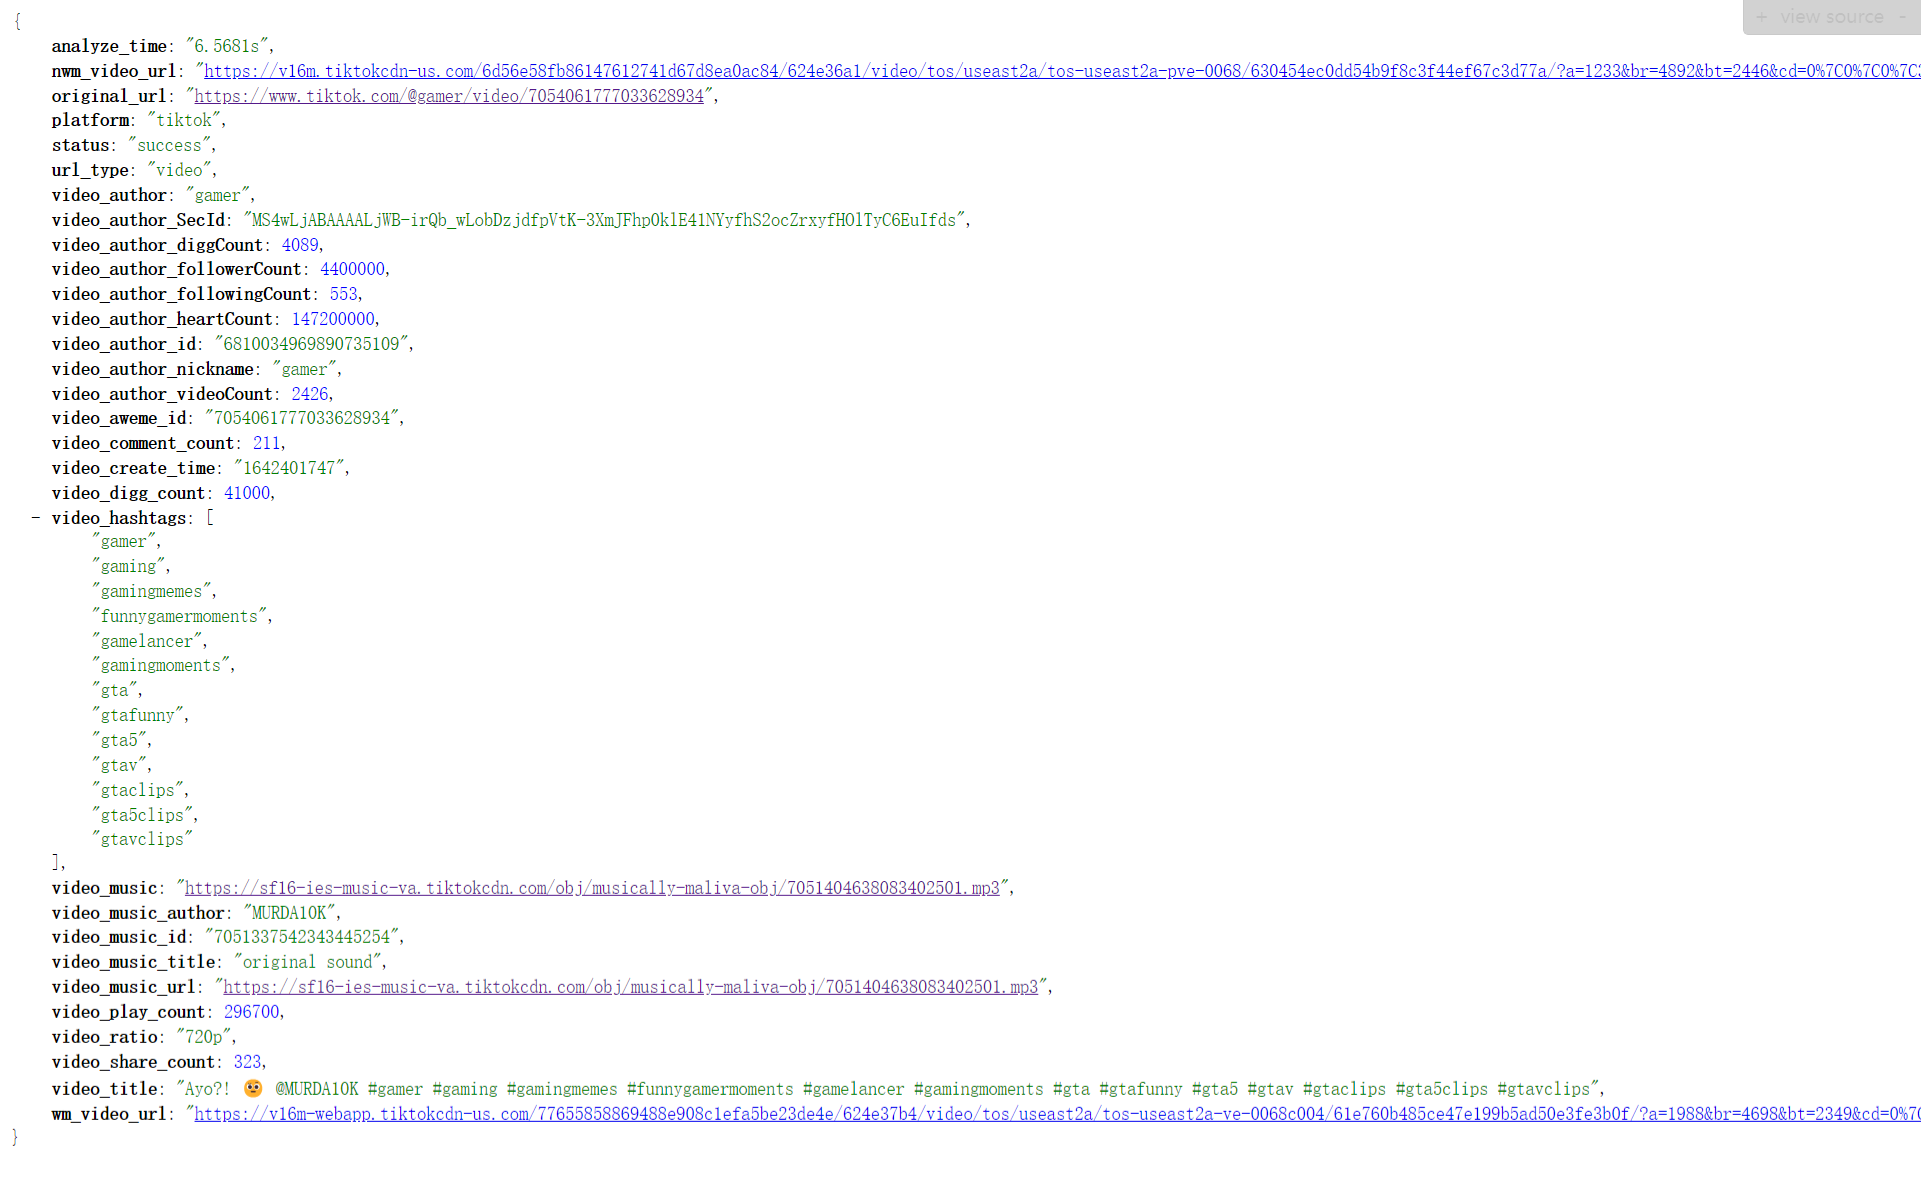 + view source -
{
analyze_time: "6.5681s",
nwm_video_url: "https://v16m.tiktokcdn-us.com/6d56e58fb86147612741d67d8ea0ac84/624e36a1/video/tos/useast2a/tos-useast2a-pve-0068/630454ec0dd54b9f8c3f44ef67c3d77a/?a=1233&br=4892&bt=2446&cd=0%7C0%7C0%7C3
original_url: "https://www.tiktok.com/@gamer/video/7054061777033628934",
platform: "tiktok",
status: "success",
url_type: "video",
video_author: "gamer",
video_author_SecId: "MS4wLjABAAAALjWB-irQb_wLobDzjdfpVtK-3XmJFhp0klE41NYyfhS2ocZrxyfHOlTyC6EuIfds",
video_author_diggCount: 4089,
video_author_followerCount: 4400000,
video_author_followingCount: 553,
video_author_heartCount: 147200000,
video_author_id: "6810034969890735109",
video_author_nickname: "gamer",
video_author_videoCount: 2426,
video_aweme_id: "7054061777033628934",
video_comment_count: 211,
video_create_time: "1642401747",
video_digg_count: 41000,
- video_hashtags: [
"gamer",
"gaming",
"gamingmemes",
"funnygamermoments",
"gamelancer",
"gamingmoments",
"gta",
"gtafunny",
"gta5",
"gtav",
"gtaclips",
"gta5clips",
"gtavclips"
],
video_music: "https://sf16-ies-music-va.tiktokcdn.com/obj/musically-maliva-obj/7051404638083402501.mp3",
video_music_author: "MURDA10K",
video_music_id: "7051337542343445254",
video_music_title: "original sound",
video_music_url: "https://sf16-ies-music-va.tiktokcdn.com/obj/musically-maliva-obj/7051404638083402501.mp3",
video_play_count: 296700,
video_ratio: "720p",
video_share_count: 323,
video_title: "Ayo?! 🥺 @MURDA10K #gamer #gaming #gamingmemes #funnygamermoments #gamelancer #gamingmoments #gta #gtafunny #gta5 #gtav #gtaclips #gta5clips #gtavclips",
wm_video_url: "https://v16m-webapp.tiktokcdn-us.com/77655858869488e908c1efa5be23de4e/624e37b4/video/tos/useast2a/tos-useast2a-ve-0068c004/61e760b485ce47e199b5ad50e3fe3b0f/?a=1988&br=4698&bt=2349&cd=0%7C
}